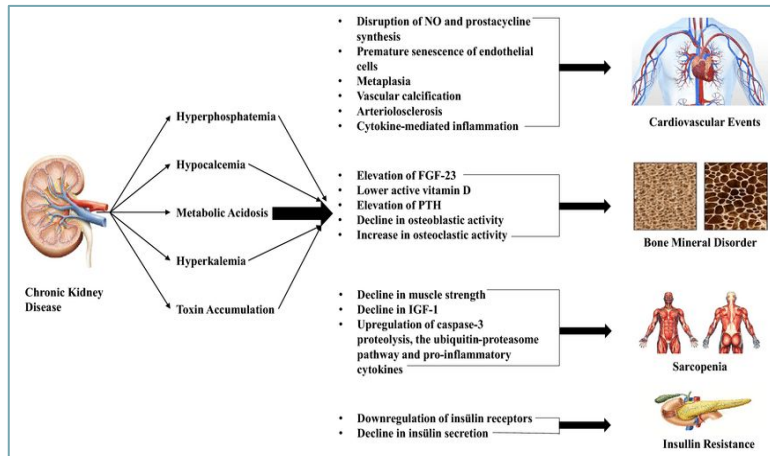 • Disruption of NO and prostacycline
synthesis
• Premature senescence of endothelial
cells
• Metaplasia
• Vascular calcification
• Arteriolosclerosis
• Cytokine-mediated inflammation
Cardiovascular Events
Hyperphosphatemia
Hypocalcemia
Metabolic Acidosis
Hyperkalemia
Toxin Accumulation
Chronic Kidney
Disease
• Elevation of FGF-23
• Lower active vitamin D
• Elevation of PTH
• Decline in osteoblastic activity
• Increase in osteoclastic activity
Bone Mineral Disorder
• Decline in muscle strength
• Decline in IGF-1
• Upregulation of caspase-3
proteolysis, the ubiquitin-proteasome
pathway and pro-inflammatory
cytokines
Sarcopenia
• Downregulation of insülin receptors
• Decline in insülin secretion
Insullin Resistance